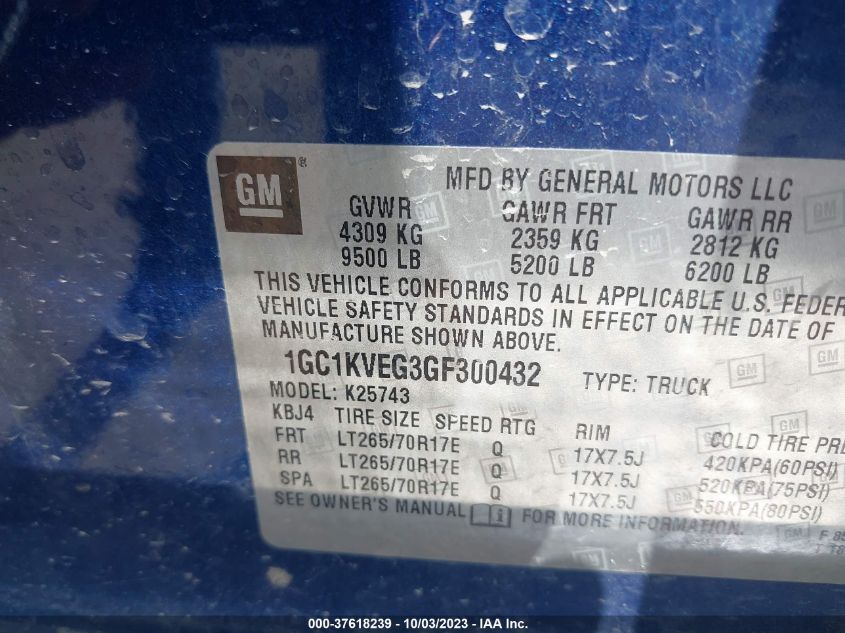 GM ®
MFD BY GENERAL MOTORS LLC
GVWR GAWR FRT GAWR RR
4309 KG 2359 KG 2812 KG
9500 LB 5200 LB 6200 LB
THIS VEHICLE CONFORMS TO ALL APPLICABLE U.S. FEDER
VEHICLE SAFETY STANDARDS IN EFFECT ON THE DATE OF
MANUFACTURE SHOWN ABOVE.
1GC1KVEG3GF300432 TYPE: TRUCK
MODEL: K25743
KBJ4 TIRE SIZE SPEED RTG RIM COLD TIRE PRE
FRT LT265/70R17E Q 17X7.5J 420KPA(60PSI)
RR LT265/70R17E Q 17X7.5J 520KPA(75PSI)
SPA LT265/70R17E Q 17X7.5J 550KPA(80PSI)
SEE OWNER'S MANUAL FOR MORE INFORMATION.
000-37618239 - 10/03/2023 - IAA Inc.